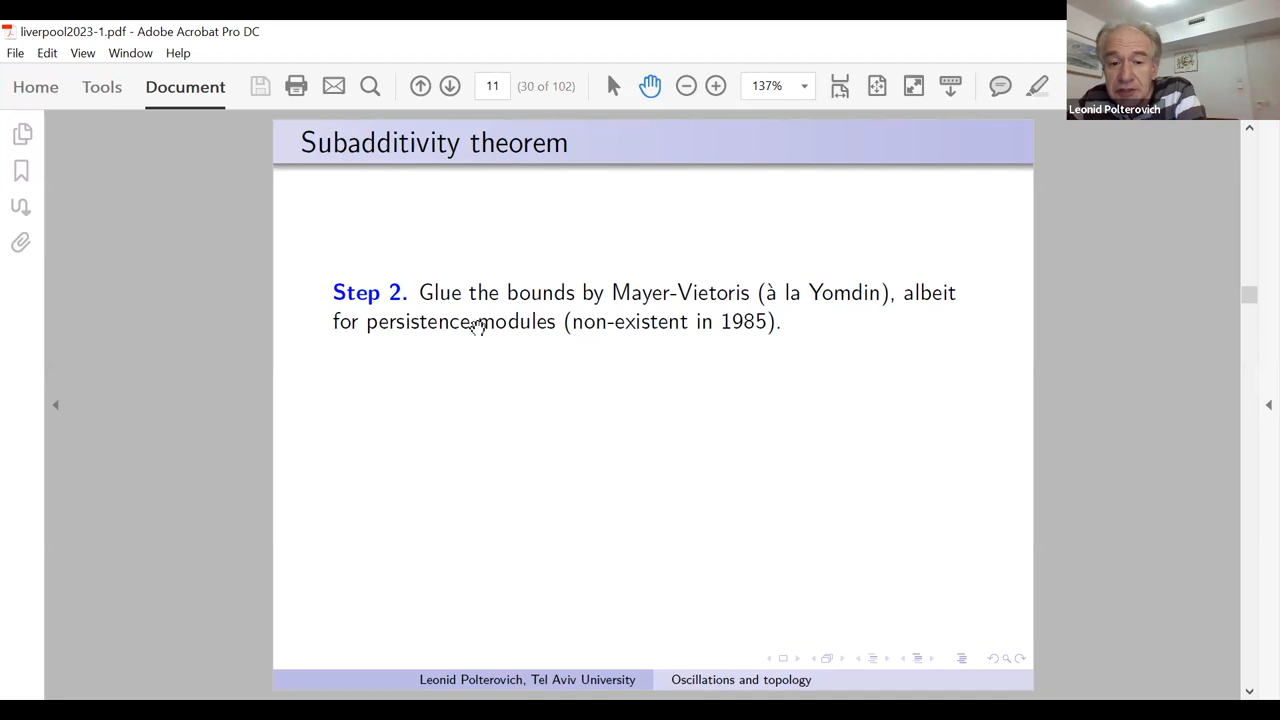 liverpool2023-1.pdf - Adobe Acrobat Pro DC
File Edit View Window Help
Home Tools Document 11 (30 of 102) 137%
Leonid Polterovich
Subadditivity theorem
Step 2. Glue the bounds by Mayer-Vietoris (à la Yomdin), albeit
for persistence modules (non-existent in 1985).
Leonid Polterovich, Tel Aviv University Oscillations and topology